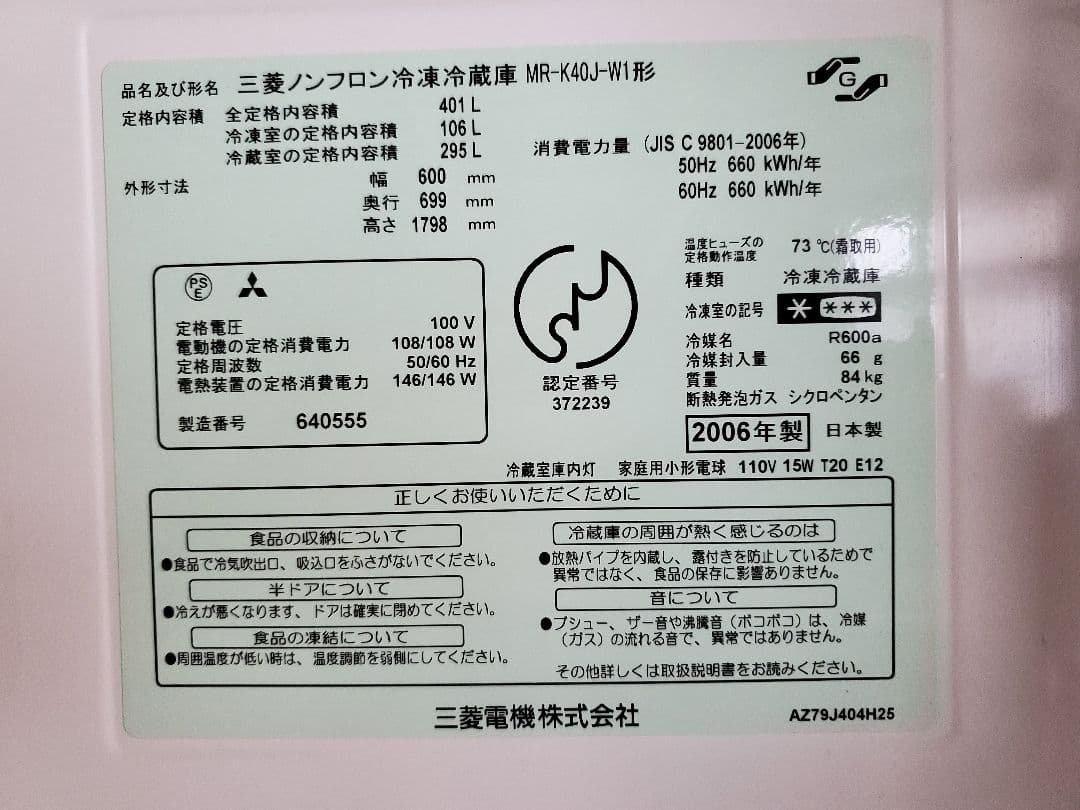 品名及び形名 三菱ノンフロン冷凍冷蔵庫 MR-K40J-W1形
G
定格内容積 全定格内容積 401 L
冷凍室の定格内容積 106 L
冷蔵室の定格内容積 295 L
外形寸法 幅 600 mm
奥行 699 mm
高さ 1798 mm
消費電力量 (JIS C 9801-2006年)
50Hz 660 kWh/年
60Hz 660 kWh/年
PS
E
定格電圧 100 V
電動機の定格消費電力 108/108 W
定格周波数 50/60 Hz
電熱装置の定格消費電力 146/146 W
製造番号 640555
認定番号
372239
温度ヒューズの
定格動作温度 73 ℃(霜取用)
種類 冷凍冷蔵庫
冷凍室の記号 * ***
冷媒名 R600a
冷媒封入量 66 g
質量 84 kg
断熱発泡ガス シクロペンタン
2006年製 日本製
冷蔵室庫内灯 家庭用小形電球 110V 15W T20 E12
正しくお使いいただくために
食品の収納について
●食品で冷気吹出口、吸込口をふさがないでください。
半ドアについて
●冷えが悪くなります、ドアは確実に閉めてください。
食品の凍結について
●周囲温度が低い時は、温度調節を弱側にしてください。
冷蔵庫の周囲が熱く感じるのは
●放熱パイプを内蔵し、露付きを防止しているためで
異常ではなく、食品の保存に影響ありません。
音について
●プシュー、ザー音や沸騰音(ボコボコ)は、冷媒
(ガス)の流れる音で、異常ではありません。
その他詳しくは取扱説明書をお読みください。
三菱電機株式会社
AZ79J404H25